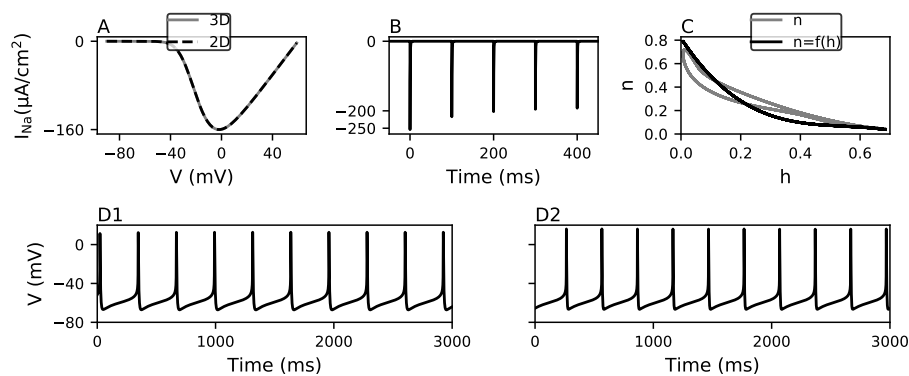 A
3D
2D
I_Na(μA/cm²)
0
−160
−80
−40
0
40
V (mV)
B
0
−200
−250
0
100
200
300
400
Time (ms)
C
n
n=f(h)
n
0.8
0.6
0.4
0.2
0.0
0.0
0.2
0.4
0.6
h
D1
V (mV)
0
−40
−80
0
1000
2000
3000
Time (ms)
D2
0
1000
2000
3000
Time (ms)